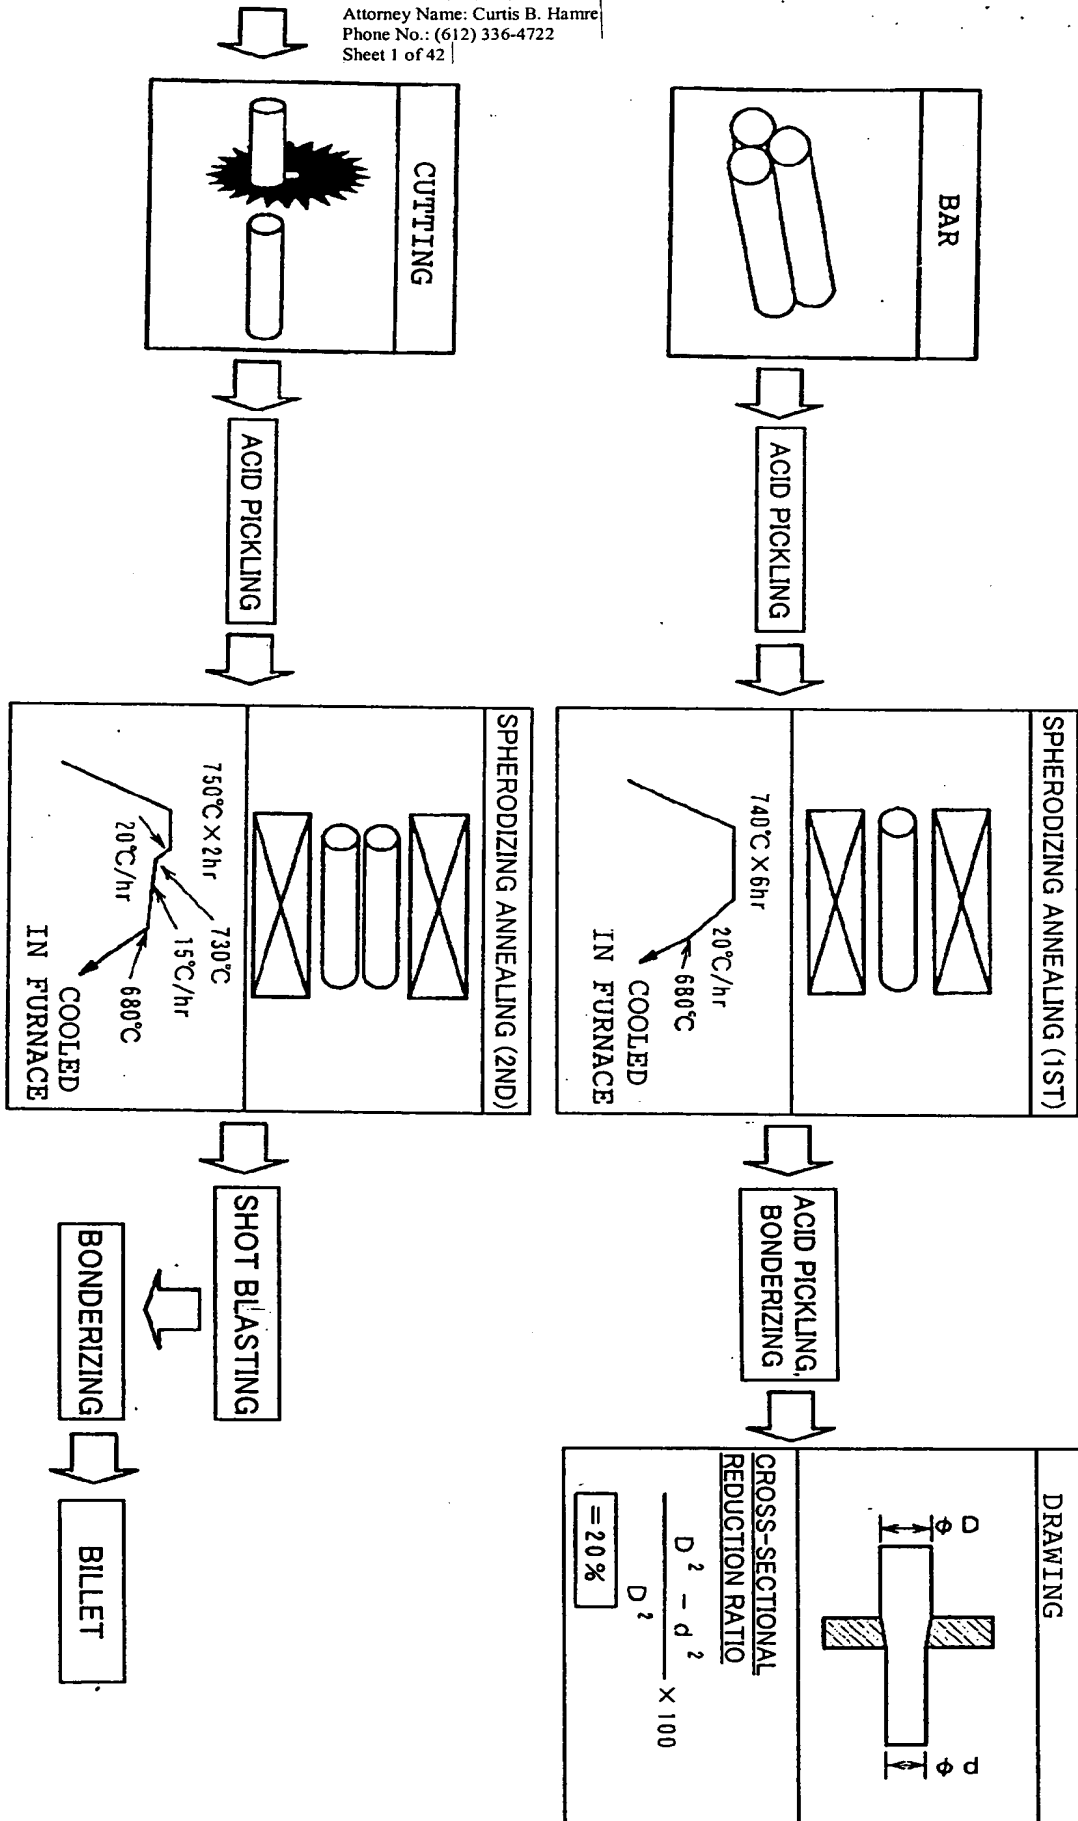 Attorney Name: Curtis B. Hamre
Phone No.: (612) 336-4722
Sheet 1 of 42
BAR
ACID PICKLING
SPHERODIZING ANNEALING (1ST)
740°C×6hr
20°C/hr
680°C
COOLED
IN FURNACE
ACID PICKLING,
BONDERIZING
DRAWING
φD
φd
CROSS-SECTIONAL
REDUCTION RATIO
D² - d²
D²
×100
=20%
CUTTING
ACID PICKLING
SPHERODIZING ANNEALING (2ND)
750°C×2hr
730°C
20°C/hr
15°C/hr
680°C
COOLED
IN FURNACE
SHOT BLASTING
BONDERIZING
BILLET